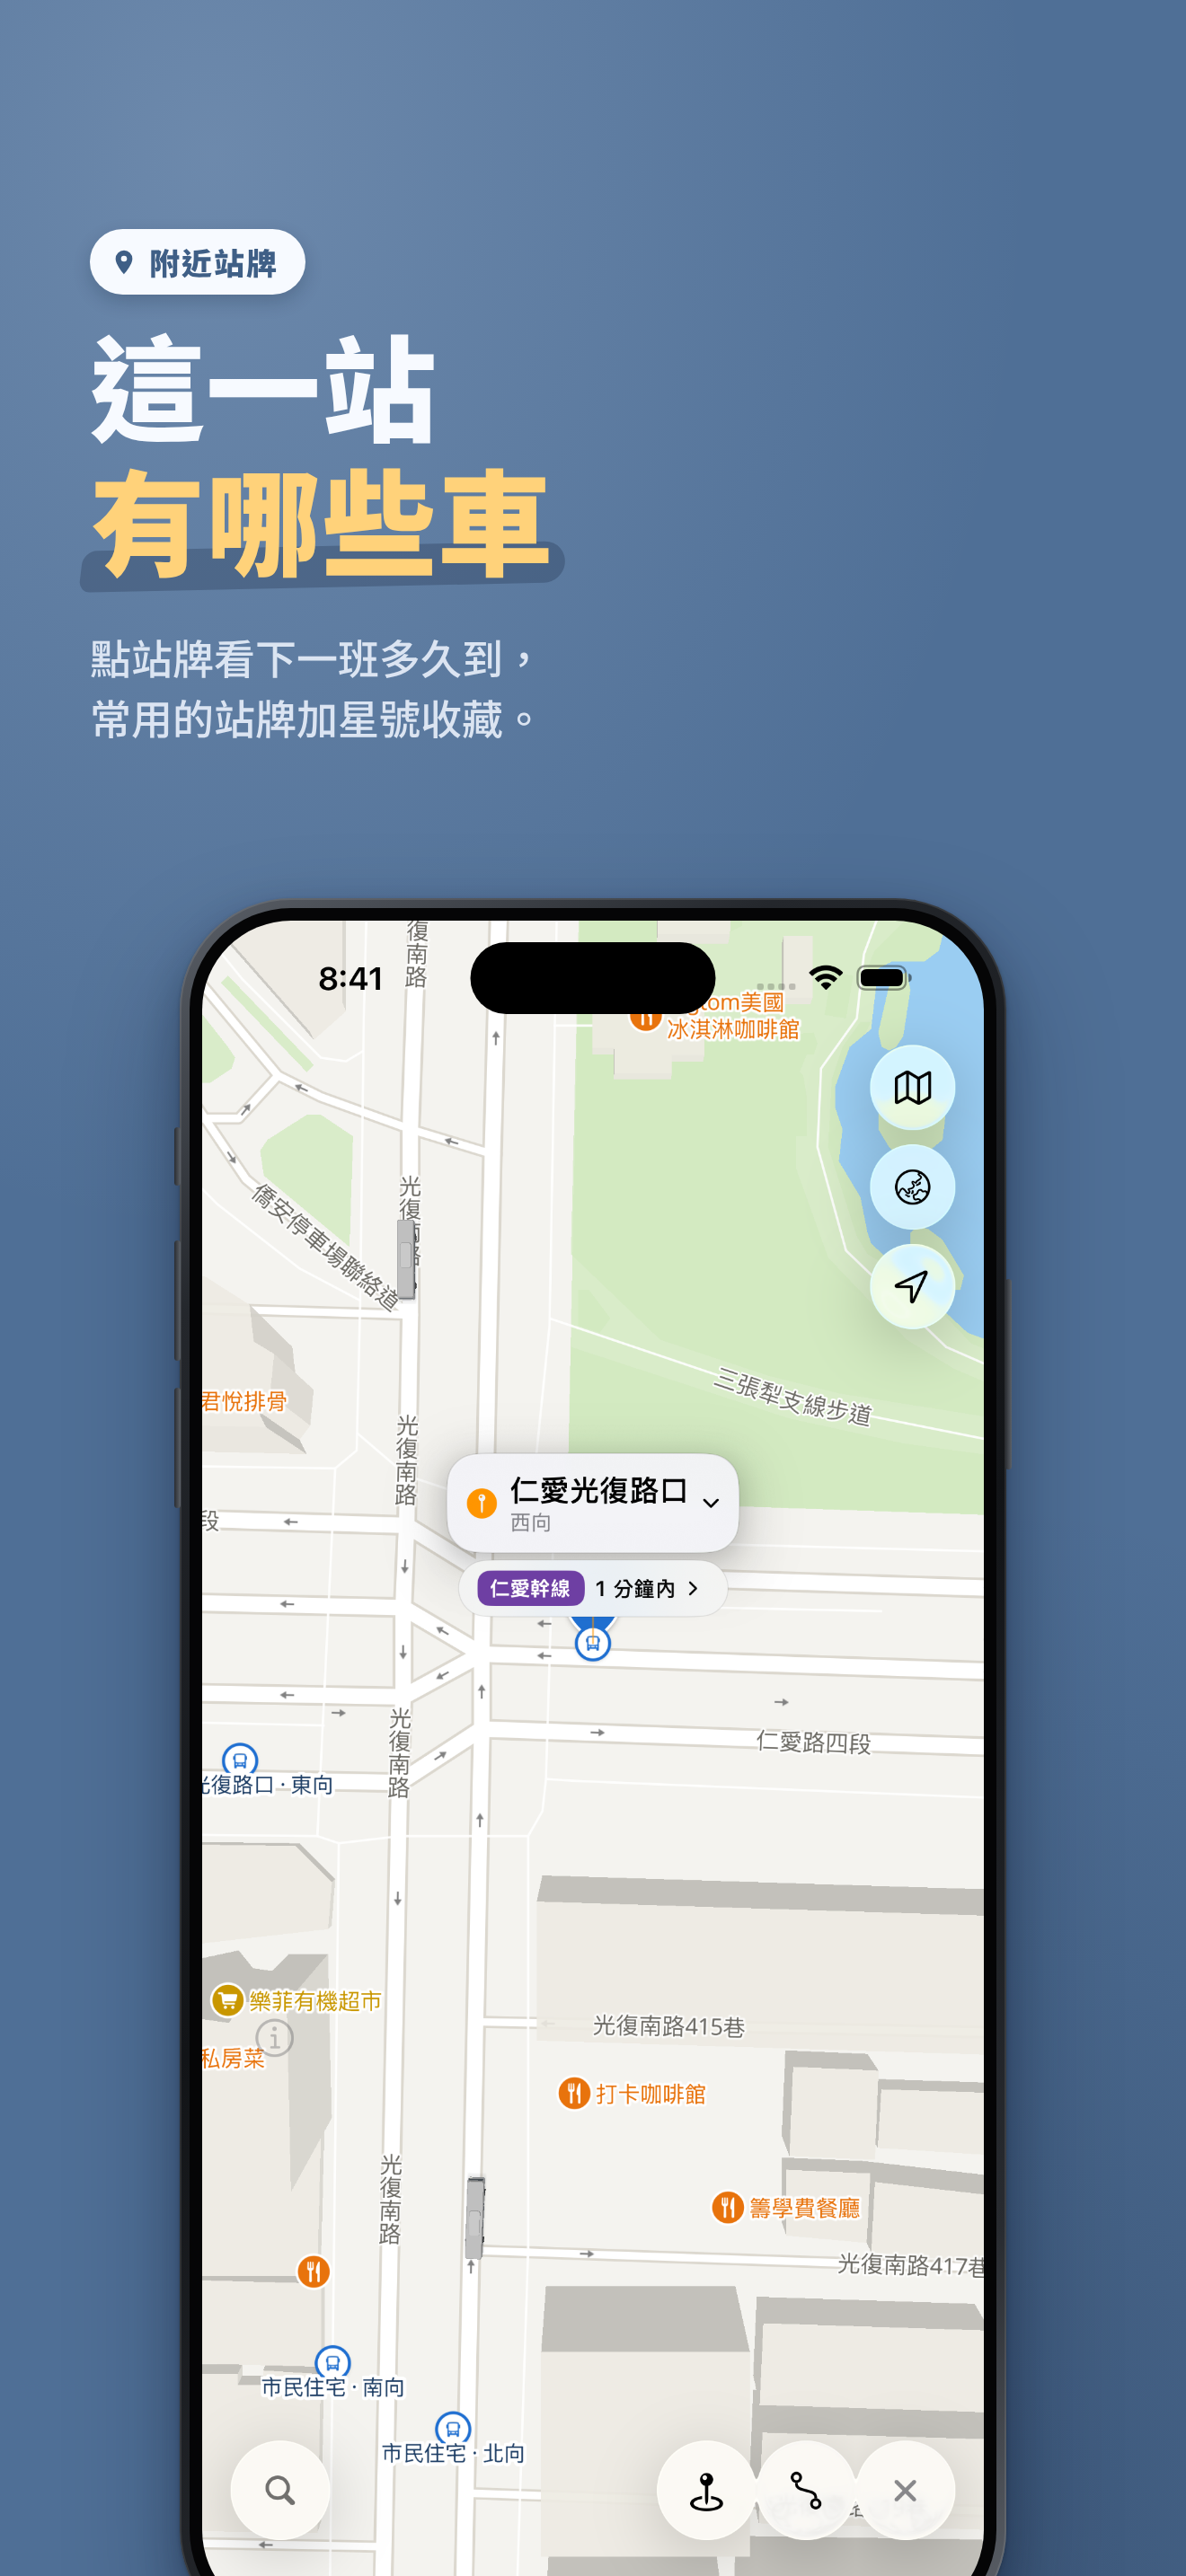 附近站牌
這一站
有哪些車
點站牌看下一班多久到，
常用的站牌加星號收藏。
8:41
復南路
tom美國
冰淇淋咖啡館
光復南路
僑安停車場聯絡道
三張犁支線步道
君悅排骨
光復南路
仁愛光復路口
西向
段
仁愛幹線 1 分鐘內
光復南路
仁愛路四段
光復路口 · 東向
樂菲有機超市
光復南路415巷
私房菜
打卡咖啡館
光復南路
籌學費餐廳
光復南路417巷
市民住宅 · 南向
市民住宅 · 北向